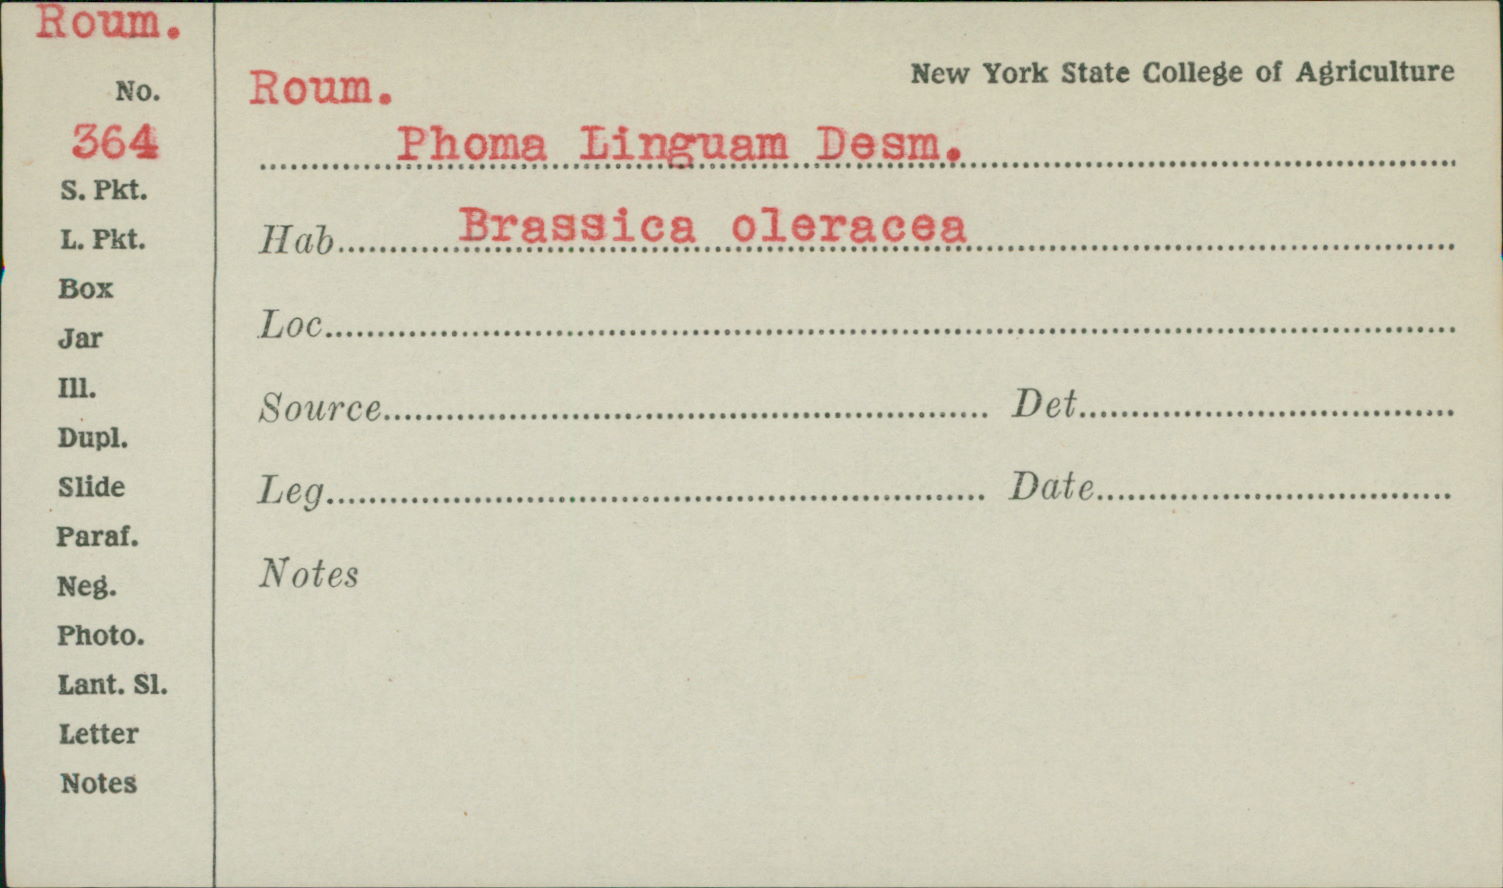 Roum.
No.
364
S. Pkt.
L. Pkt.
Box
Jar
Ill.
Dupl.
Slide
Paraf.
Neg.
Photo.
Lant. Sl.
Letter
Notes
New York State College of Agriculture
Roum.
Phoma Linguam Desm.
Hab. Brassica oleracea
Loc.
Source Det.
Leg. Date
Notes